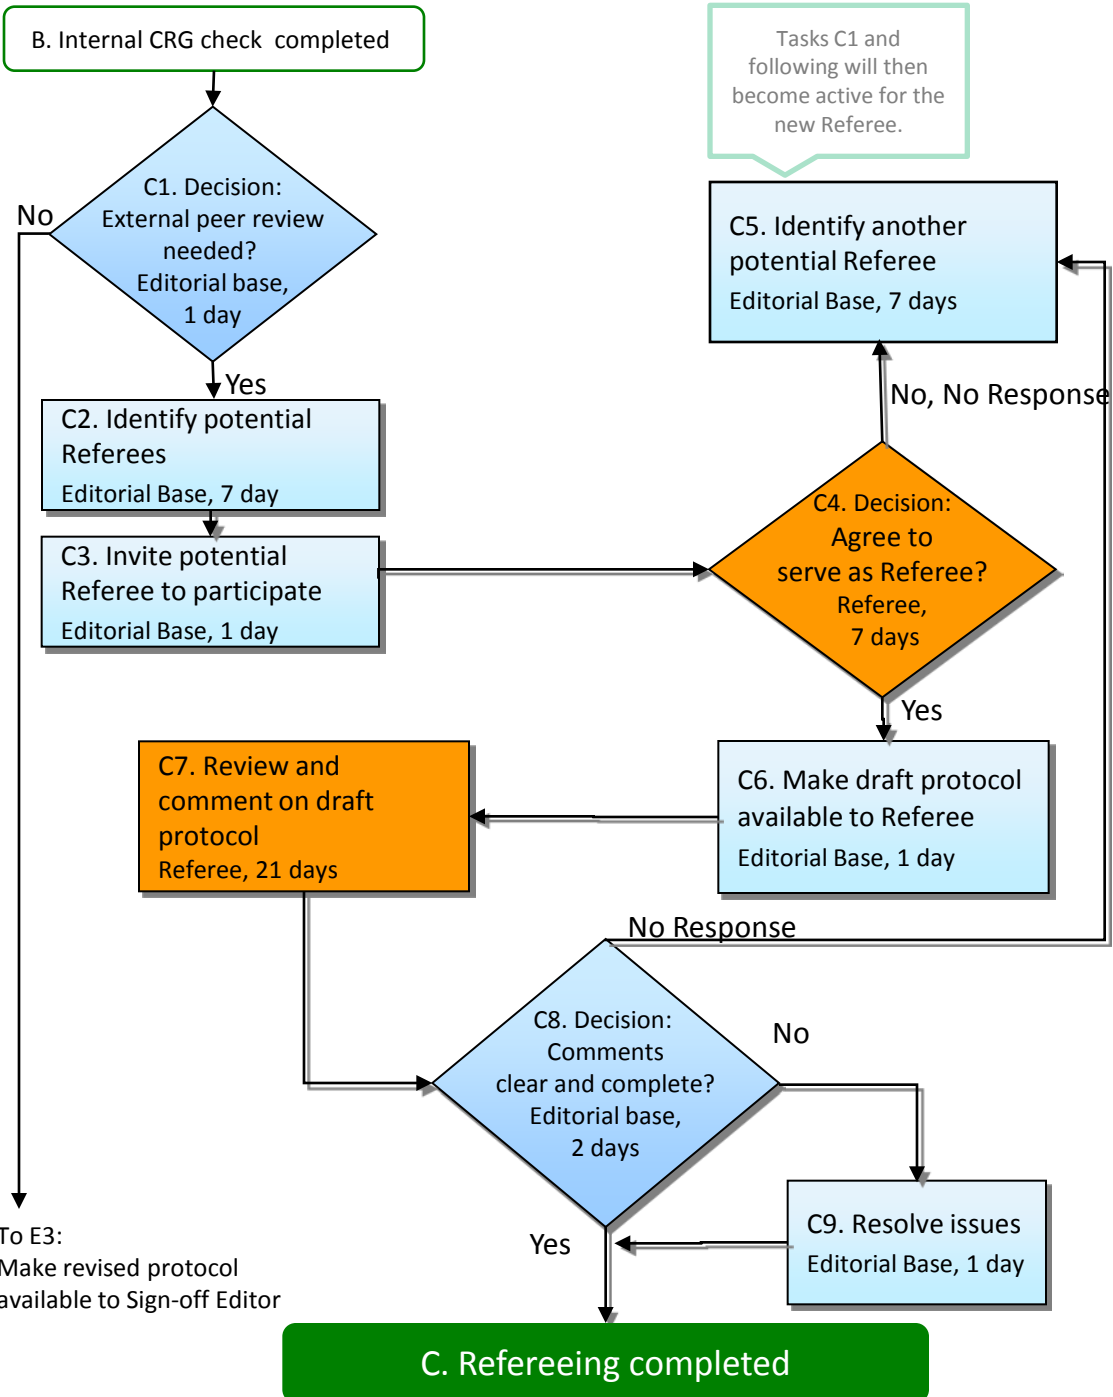 B. Internal CRG check completed
Tasks C1 and
following will then
become active for the
new Referee.
C1. Decision:
External peer review
needed?
Editorial base,
1 day
No
Yes
C2. Identify potential
Referees
Editorial Base, 7 day
C3. Invite potential
Referee to participate
Editorial Base, 1 day
C5. Identify another
potential Referee
Editorial Base, 7 days
No, No Response
C4. Decision:
Agree to
serve as Referee?
Referee,
7 days
Yes
C6. Make draft protocol
available to Referee
Editorial Base, 1 day
C7. Review and
comment on draft
protocol
Referee, 21 days
No Response
C8. Decision:
Comments
clear and complete?
Editorial base,
2 days
No
C9. Resolve issues
Editorial Base, 1 day
Yes
To E3:
Make revised protocol
available to Sign-off Editor
C. Refereeing completed